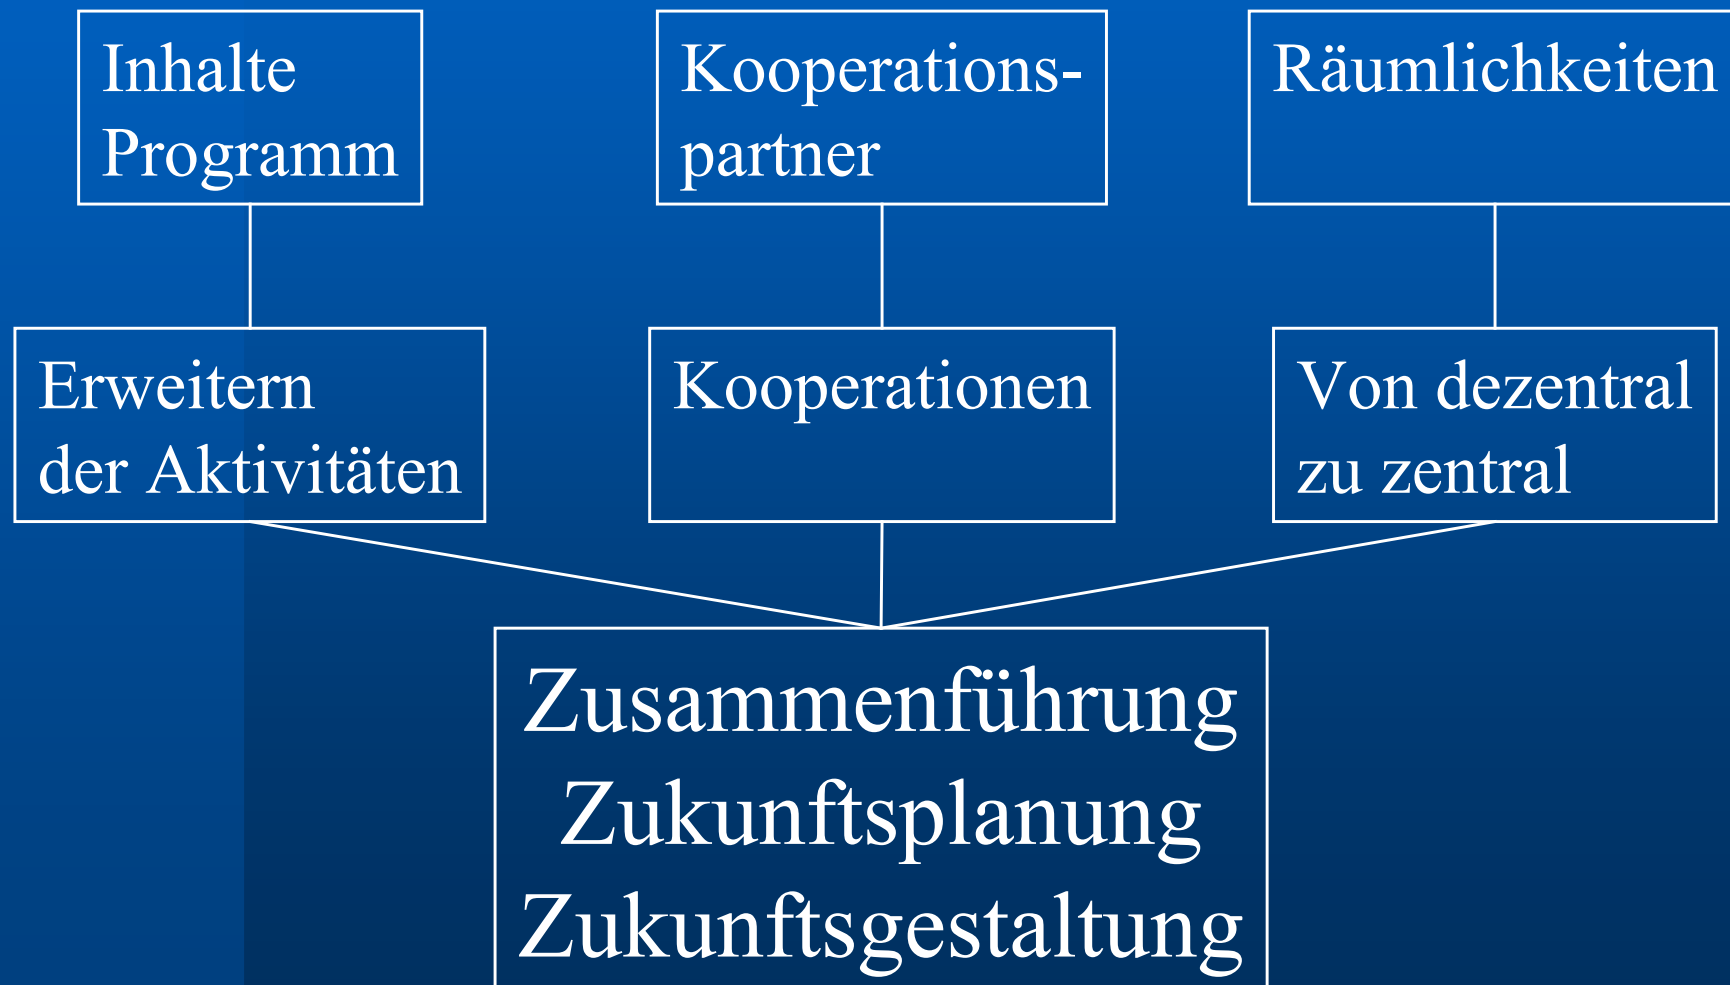 Inhalte
Programm
Kooperations-
partner
Räumlichkeiten
Erweitern
der Aktivitäten
Kooperationen
Von dezentral
zu zentral
Zusammenführung
Zukunftsplanung
Zukunftsgestaltung